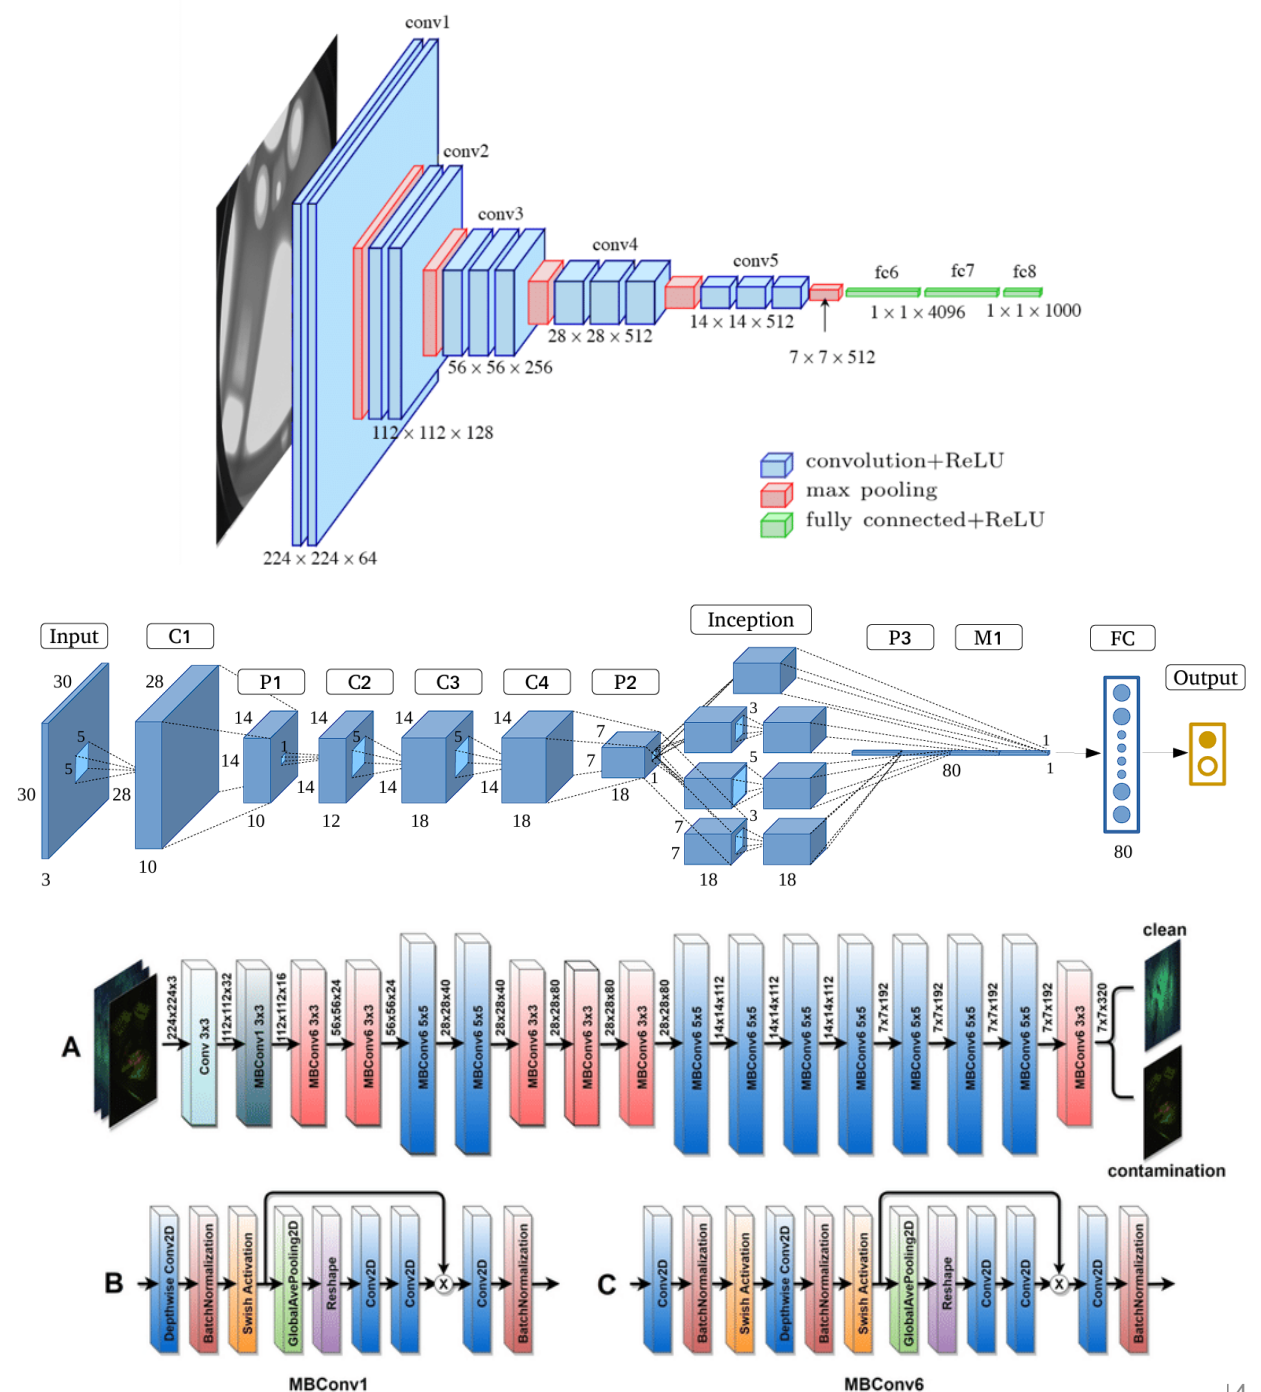 conv1
conv2
conv3
conv4
conv5
fc6
fc7
fc8
1 × 1 × 4096
1 × 1 × 1000
14 × 14 × 512
28 × 28 × 512
7 × 7 × 512
56 × 56 × 256
112 × 112 × 128
224 × 224 × 64
convolution+ReLU
max pooling
fully connected+ReLU
Input
C1
P1
C2
C3
C4
P2
Inception
P3
M1
FC
Output
30
5
5
30
3
28
28
10
14
14
1
10
14
14
5
12
14
14
5
18
14
14
18
7
7
1
18
3
5
3
7
7
18
18
80
1
1
80
A
224x224x3
Conv 3x3
112x112x32
MBConv1 3x3
112x112x16
MBConv6 3x3
56x56x24
MBConv6 3x3
56x56x24
MBConv6 5x5
28x28x40
MBConv6 5x5
28x28x40
MBConv6 3x3
28x28x80
MBConv6 3x3
28x28x80
MBConv6 3x3
28x28x80
MBConv6 5x5
14x14x112
MBConv6 5x5
14x14x112
MBConv6 5x5
14x14x112
MBConv6 5x5
7x7x192
MBConv6 5x5
7x7x192
MBConv6 5x5
7x7x192
MBConv6 5x5
7x7x192
MBConv6 3x3
7x7x320
clean
contamination
B
Depthwise Conv2D
BatchNormalization
Swish Activation
GlobalAvePooling2D
Reshape
Conv2D
Conv2D
X
Conv2D
BatchNormalization
MBConv1
C
Conv2D
BatchNormalization
Swish Activation
Depthwise Conv2D
BatchNormalization
Swish Activation
GlobalAvePooling2D
Reshape
Conv2D
Conv2D
X
Conv2D
BatchNormalization
MBConv6